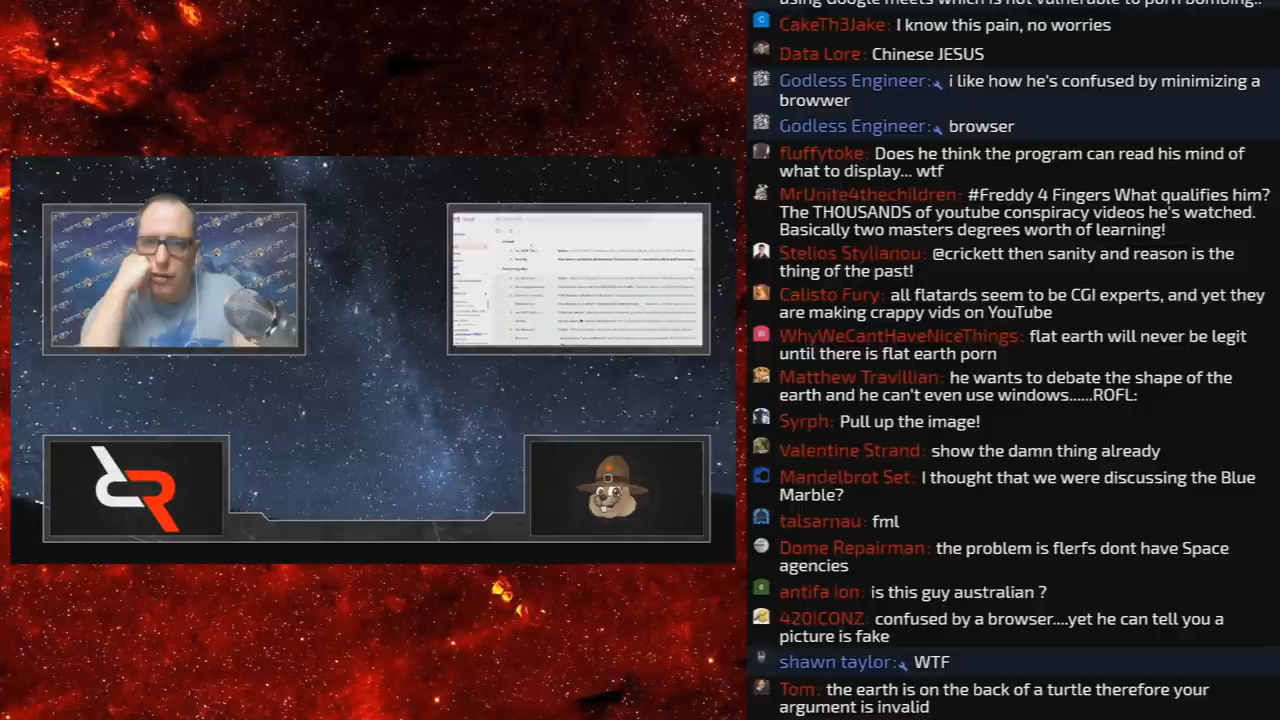 using Google meets which is not vulnerable to porn bombing..
CakeTh3Jake: I know this pain, no worries
Data Lore: Chinese JESUS
Godless Engineer: i like how he's confused by minimizing a
browwer
Godless Engineer: browser
fluffytoke: Does he think the program can read his mind of
what to display... wtf
MrUnite4thechildren: #Freddy 4 Fingers What qualifies him?
The THOUSANDS of youtube conspiracy videos he's watched.
Basically two masters degrees worth of learning!
Stelios Stylianou: @crickett then sanity and reason is the
thing of the past!
Calisto Fury: all flatards seem to be CGI experts, and yet they
are making crappy vids on YouTube
WhyWeCantHaveNiceThings: flat earth will never be legit
until there is flat earth porn
Matthew Travillian: he wants to debate the shape of the
earth and he can't even use windows......ROFL:
Syrph: Pull up the image!
Valentine Strand: show the damn thing already
Mandelbrot Set: I thought that we were discussing the Blue
Marble?
talsarnau: fml
Dome Repairman: the problem is flerfs dont have Space
agencies
antifa ion: is this guy australian ?
420ICONZ: confused by a browser....yet he can tell you a
picture is fake
shawn taylor: WTF
Tom: the earth is on the back of a turtle therefore your
argument is invalid